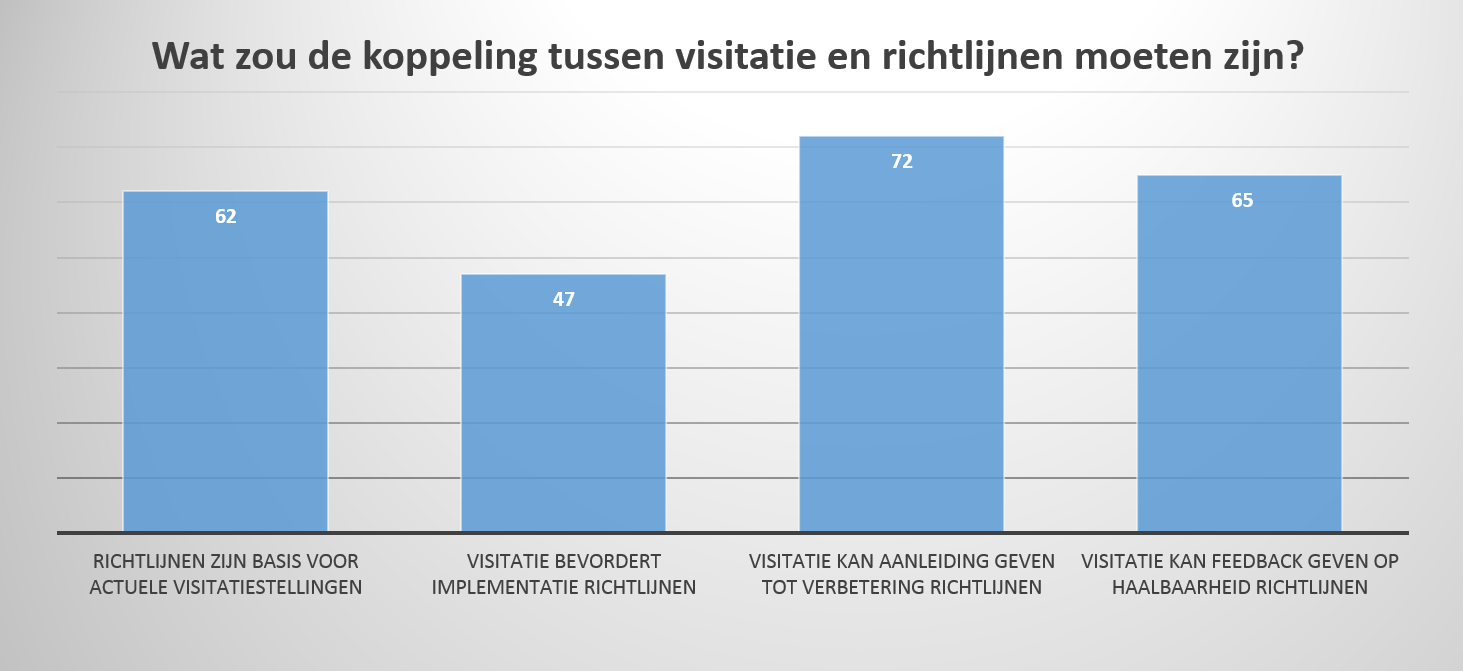 Wat zou de koppeling tussen visitatie en richtlijnen moeten zijn?
62
47
72
65
RICHTLIJNEN ZIJN BASIS VOOR
ACTUELE VISITATIESTELLINGEN
VISITATIE BEVORDERT
IMPLEMENTATIE RICHTLIJNEN
VISITATIE KAN AANLEIDING GEVEN
TOT VERBETERING RICHTLIJNEN
VISITATIE KAN FEEDBACK GEVEN OP
HAALBAARHEID RICHTLIJNEN